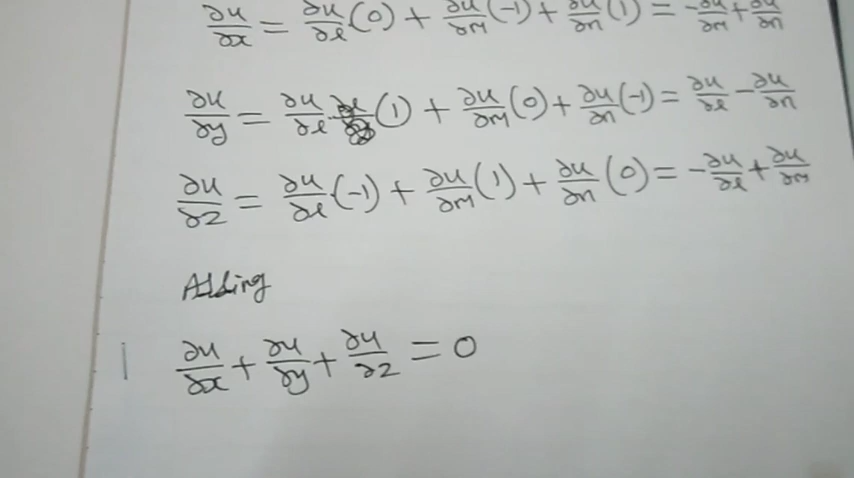 ∂u/∂x = ∂u/∂l (0) + ∂u/∂m (-1) + ∂u/∂n (1) = -∂u/∂m + ∂u/∂n
∂u/∂y = ∂u/∂l (1) + ∂u/∂m (0) + ∂u/∂n (-1) = ∂u/∂l - ∂u/∂n
∂u/∂z = ∂u/∂l (-1) + ∂u/∂m (1) + ∂u/∂n (0) = -∂u/∂l + ∂u/∂m
Adding
∂u/∂x + ∂u/∂y + ∂u/∂z = 0